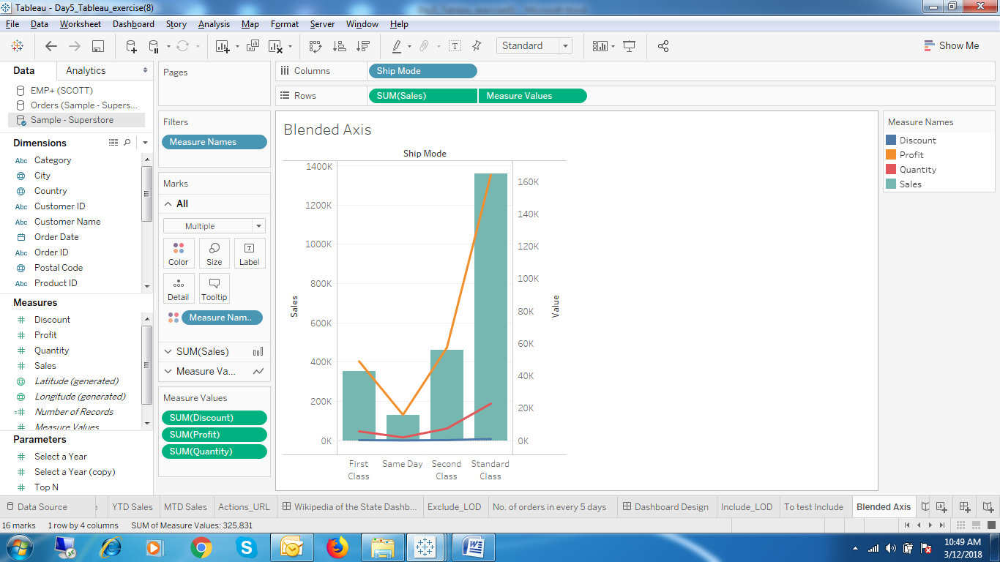 Tableau - Day5_Tableau_exercise(8)
File Data Worksheet Dashboard Story Analysis Map Format Server Window Help
Standard
Show Me
Data Analytics
EMP+ (SCOTT)
Orders (Sample - Supers...
Sample - Superstore
Dimensions
Abc Category
City
Country
Abc Customer ID
Abc Customer Name
Order Date
Abc Order ID
Postal Code
Abc Product ID
Measures
Discount
Profit
Quantity
Sales
Latitude (generated)
Longitude (generated)
Number of Records
Measure Values
Parameters
Select a Year
Select a Year (copy)
Top N
Pages
Filters
Measure Names
Marks
All
Multiple
Color Size Label
Detail Tooltip
Measure Nam..
SUM(Sales)
Measure Va...
Measure Values
SUM(Discount)
SUM(Profit)
SUM(Quantity)
Columns Ship Mode
Rows SUM(Sales) Measure Values
Blended Axis
Ship Mode
1400K
1200K
1000K
800K
600K
400K
200K
0K
Sales
160K
140K
120K
100K
80K
60K
40K
20K
0K
Value
First Same Day Second Standard
Class Class Class
Measure Names
Discount
Profit
Quantity
Sales
Data Source YTD Sales MTD Sales Actions_URL Wikipedia of the State Dashb... Exclude_LOD No. of orders in every 5 days Dashboard Design Include_LOD To test Include Blended Axis
16 marks 1 row by 4 columns SUM of Measure Values: 325,831
10:49 AM
3/12/2018